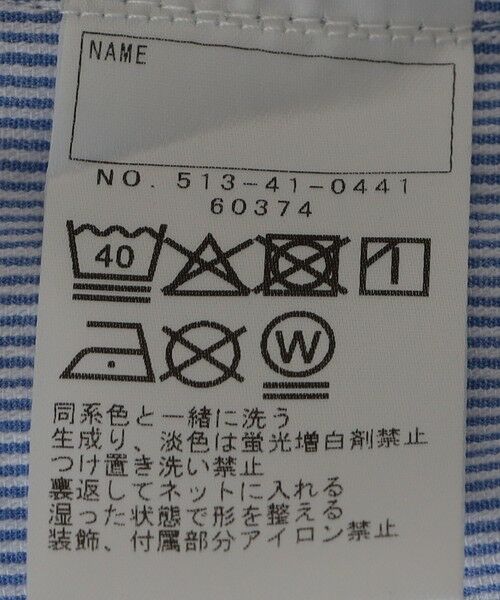 NAME
NO. 513-41-0441
60374
40
W
同系色と一緒に洗う
生成り、淡色は蛍光増白剤禁止
つけ置き洗い禁止
裏返してネットに入れる
湿った状態で形を整える
装飾、付属部分アイロン禁止